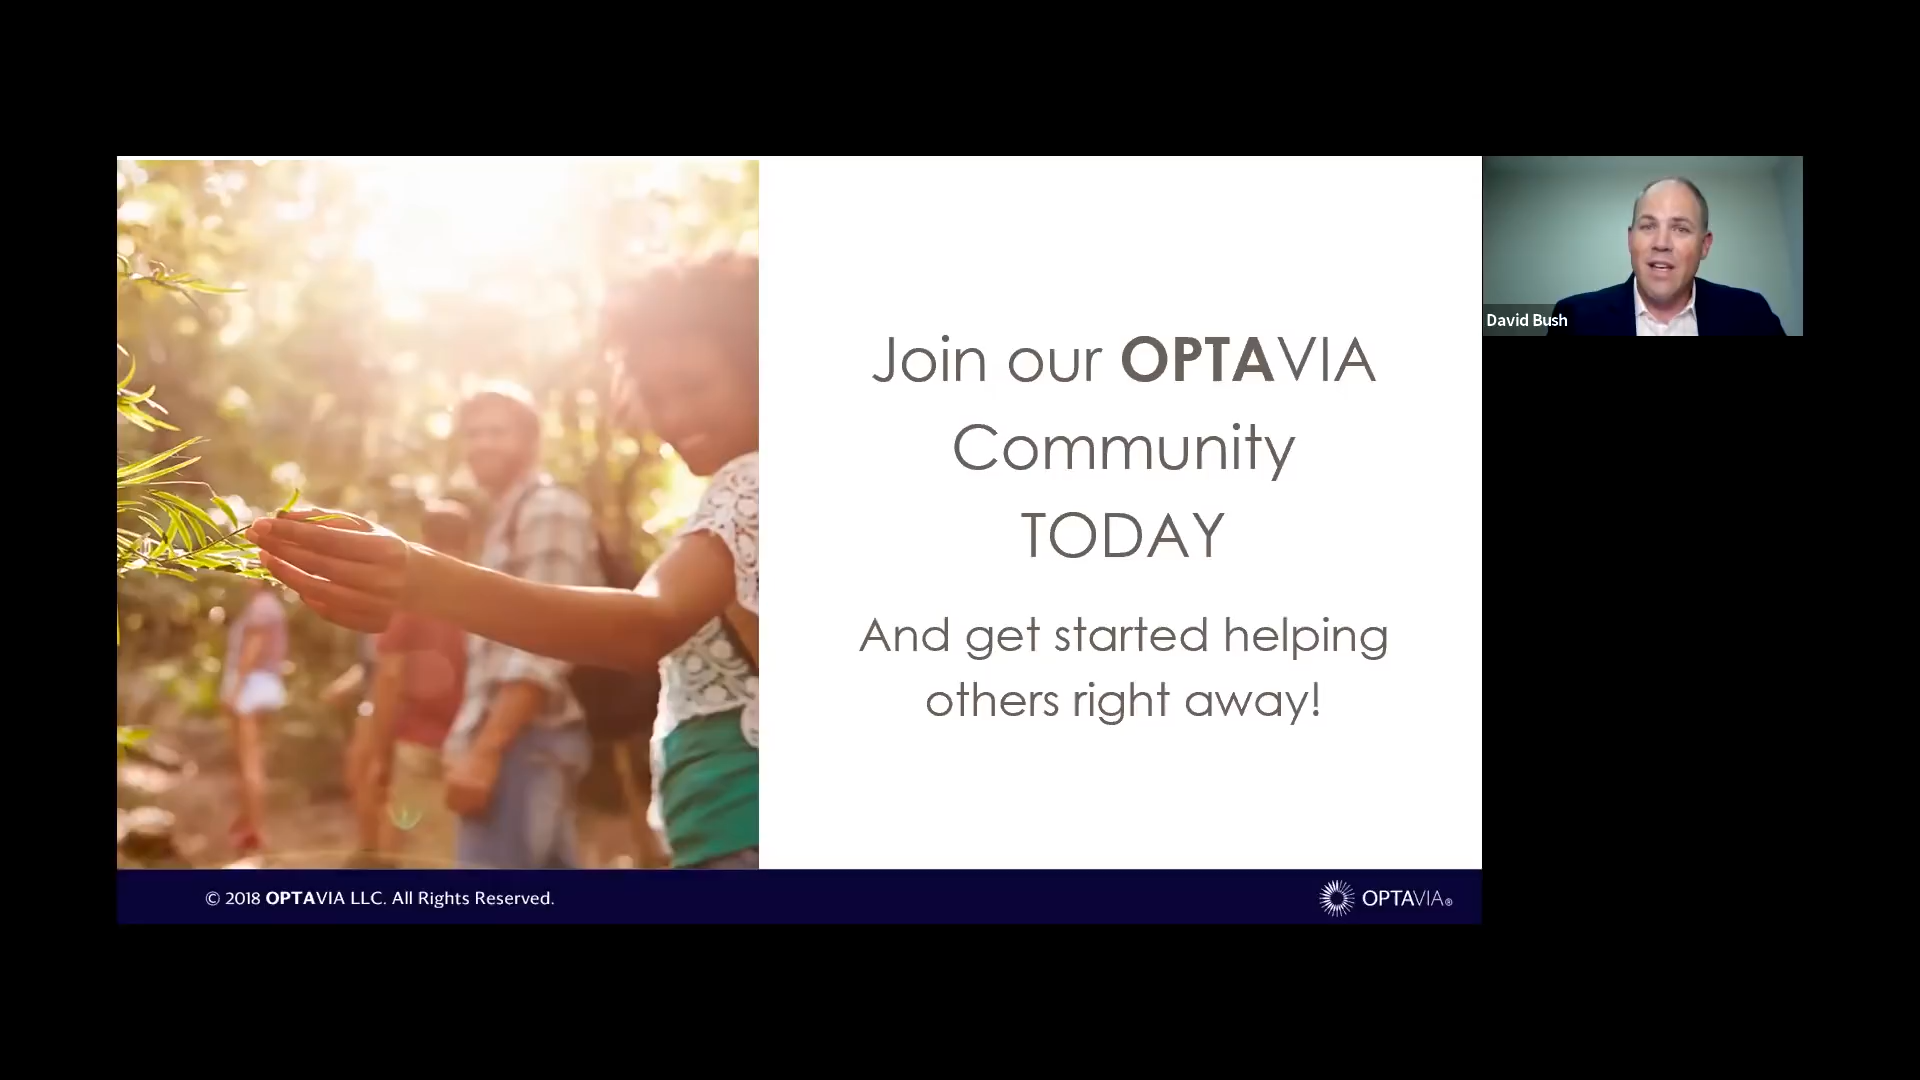 Join our OPTAVIA
Community
TODAY
And get started helping
others right away!
David Bush
© 2018 OPTAVIA LLC. All Rights Reserved.
OPTAVIA®